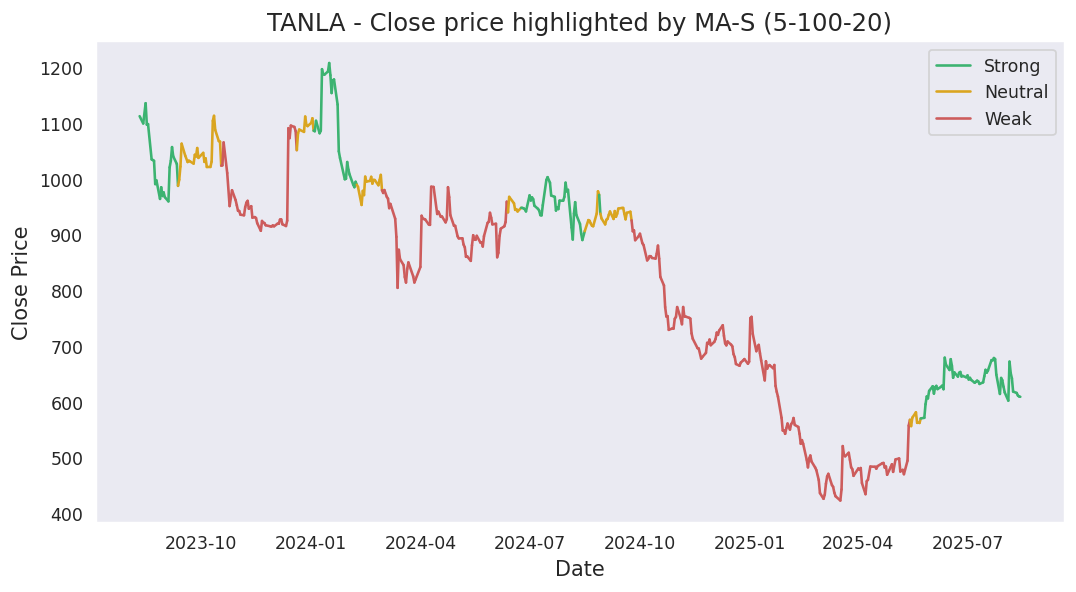 TANLA - Close price highlighted by MA-S (5-100-20)
Strong
Neutral
Weak
Close Price
1200
1100
1000
900
800
700
600
500
400
2023-10
2024-01
2024-04
2024-07
2024-10
2025-01
2025-04
2025-07
Date